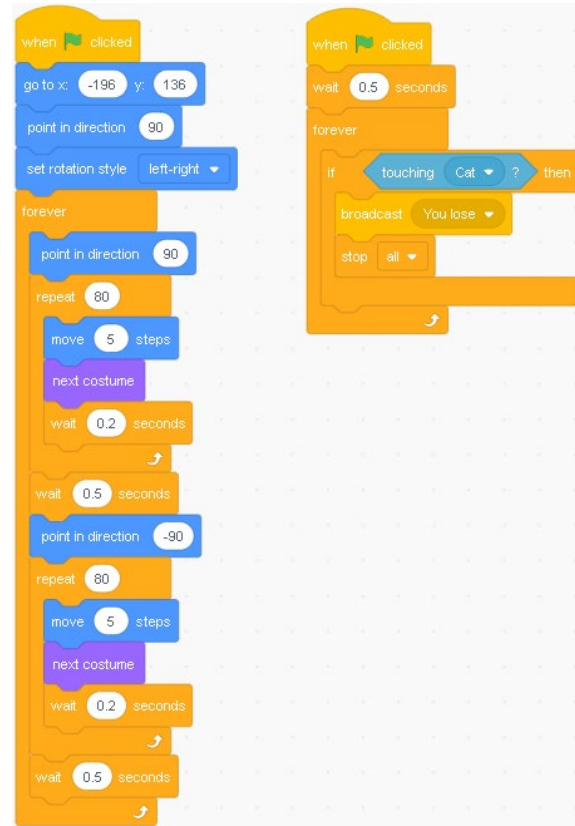 when clicked
go to x: -196 y: 136
point in direction 90
set rotation style left-right
forever
point in direction 90
repeat 80
move 5 steps
next costume
wait 0.2 seconds
wait 0.5 seconds
point in direction -90
repeat 80
move 5 steps
next costume
wait 0.2 seconds
wait 0.5 seconds
when clicked
wait 0.5 seconds
forever
if touching Cat ? then
broadcast You lose
stop all